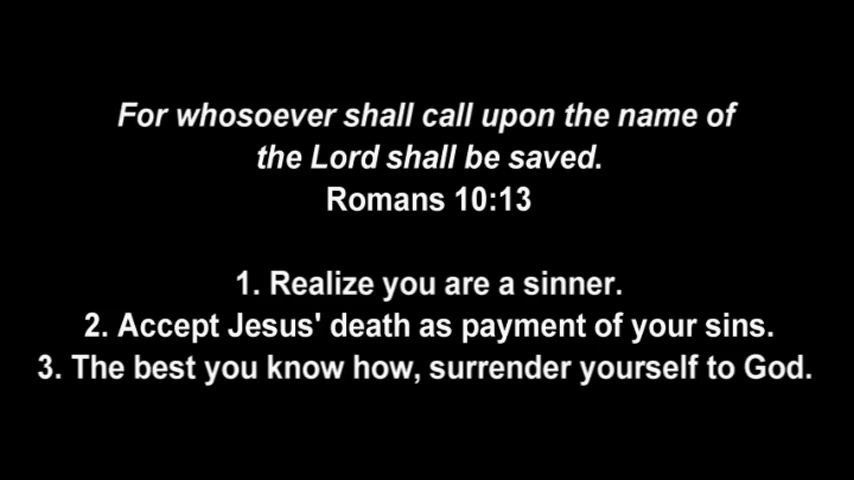 For whosoever shall call upon the name of
the Lord shall be saved.
Romans 10:13
1. Realize you are a sinner.
2. Accept Jesus' death as payment of your sins.
3. The best you know how, surrender yourself to God.